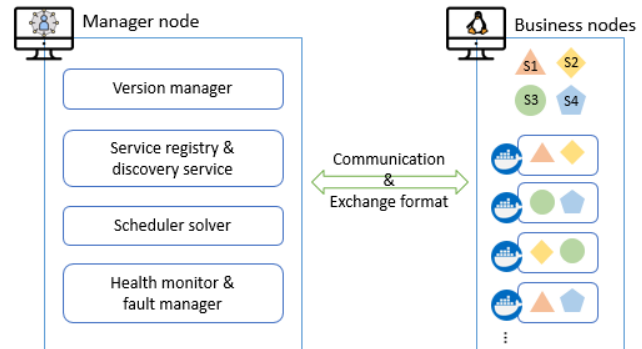 Manager node
Version manager
Service registry &
discovery service
Scheduler solver
Health monitor &
fault manager
Communication
&
Exchange format
Business nodes
S1
S2
S3
S4